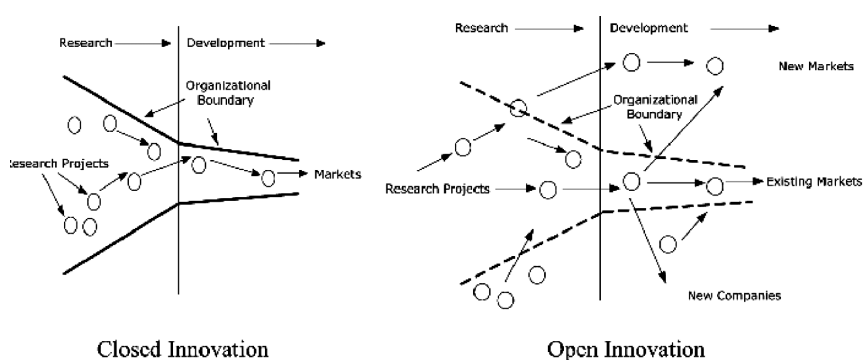 Research
Development
Organizational
Boundary
Research Projects
Markets
Closed Innovation
Research
Development
New Markets
Organizational
Boundary
Research Projects
Existing Markets
New Companies
Open Innovation